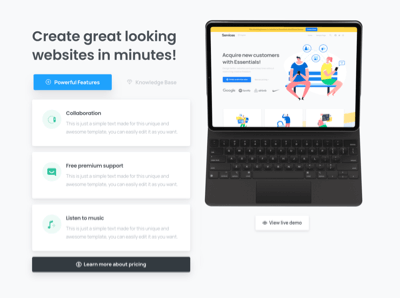 Create great looking
websites in minutes!
Powerful Features
Knowledge Base
Collaboration
This is just a simple text made for this unique and
awesome template, you can easily edit it as you want
Free premium support
This is just a simple text made for this unique and
awesome template, you can easily edit it as you want
Listen to music
This is just a simple text made for this unique and
awesome template, you can easily edit it as you want
Learn more about pricing
Acquire new customers
with Essentials!
Google
View live demo